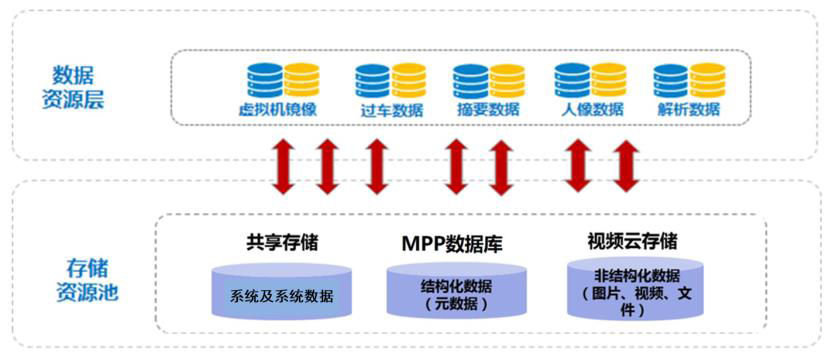 数据
资源层
虚拟机镜像
过车数据
摘要数据
人像数据
解析数据
存储
资源池
共享存储
MPP数据库
视频云存储
系统及系统数据
结构化数据
（元数据）
非结构化数据
（图片、视频、文
件）